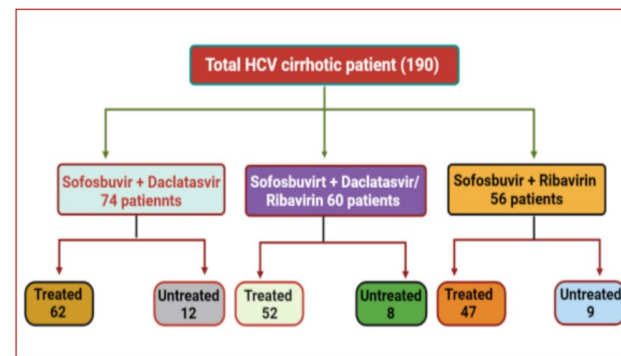 Total HCV cirrhotic patient (190)
Sofosbuvir + Daclatasvir
74 patiennts
Sofosbuvirt + Daclatasvir/
Ribavirin 60 patients
Sofosbuvir + Ribavirin
56 patients
Treated
62
Untreated
12
Treated
52
Untreated
8
Treated
47
Untreated
9